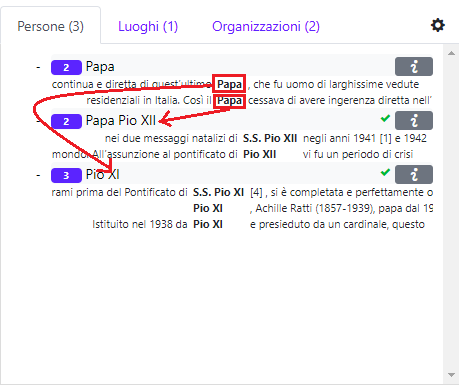 Persone (3) Luoghi (1) Organizzazioni (2)
- 2 Papa i
continua e diretta di quest'ultimo Papa , che fu uomo di larghissime vedute
residenziali in Italia. Così il Papa cessava di avere ingerenza diretta nell'
- 2 Papa Pio XII i
nei due messaggi natalizi di S.S. Pio XII negli anni 1941 [1] e 1942
mondo. All'assunzione al pontificato di Pio XII vi fu un periodo di crisi
- 3 Pio XI i
rami prima del Pontificato di S.S. Pio XI [4] , si è completata e perfettamente o
Pio XI , Achille Ratti (1857-1939), papa dal 19
Istituito nel 1938 da Pio XI e presieduto da un cardinale, questo